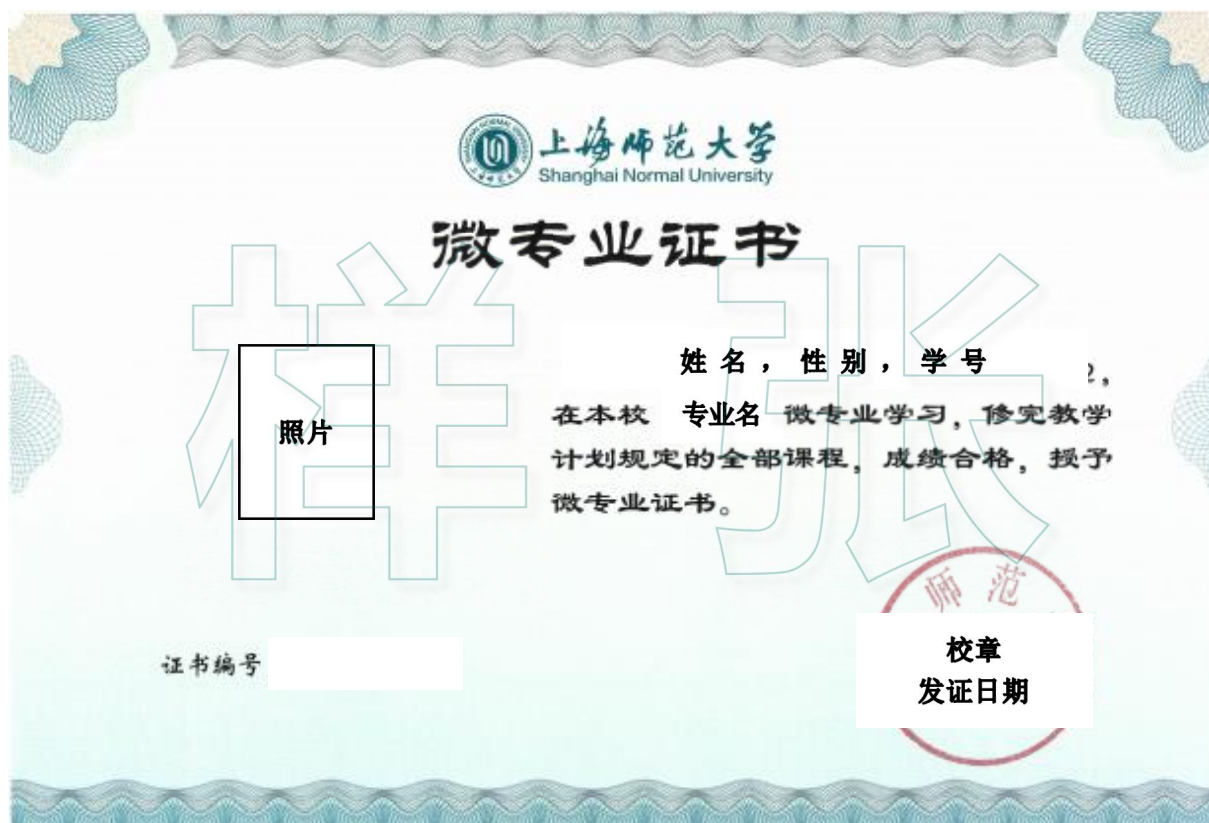 上海师范大学
Shanghai Normal University
微专业证书
样张
照片
姓名，性别，学号
在本校 专业名 微专业学习，修完教学
计划规定的全部课程，成绩合格，授予
微专业证书。
师范
证书编号
校章
发证日期